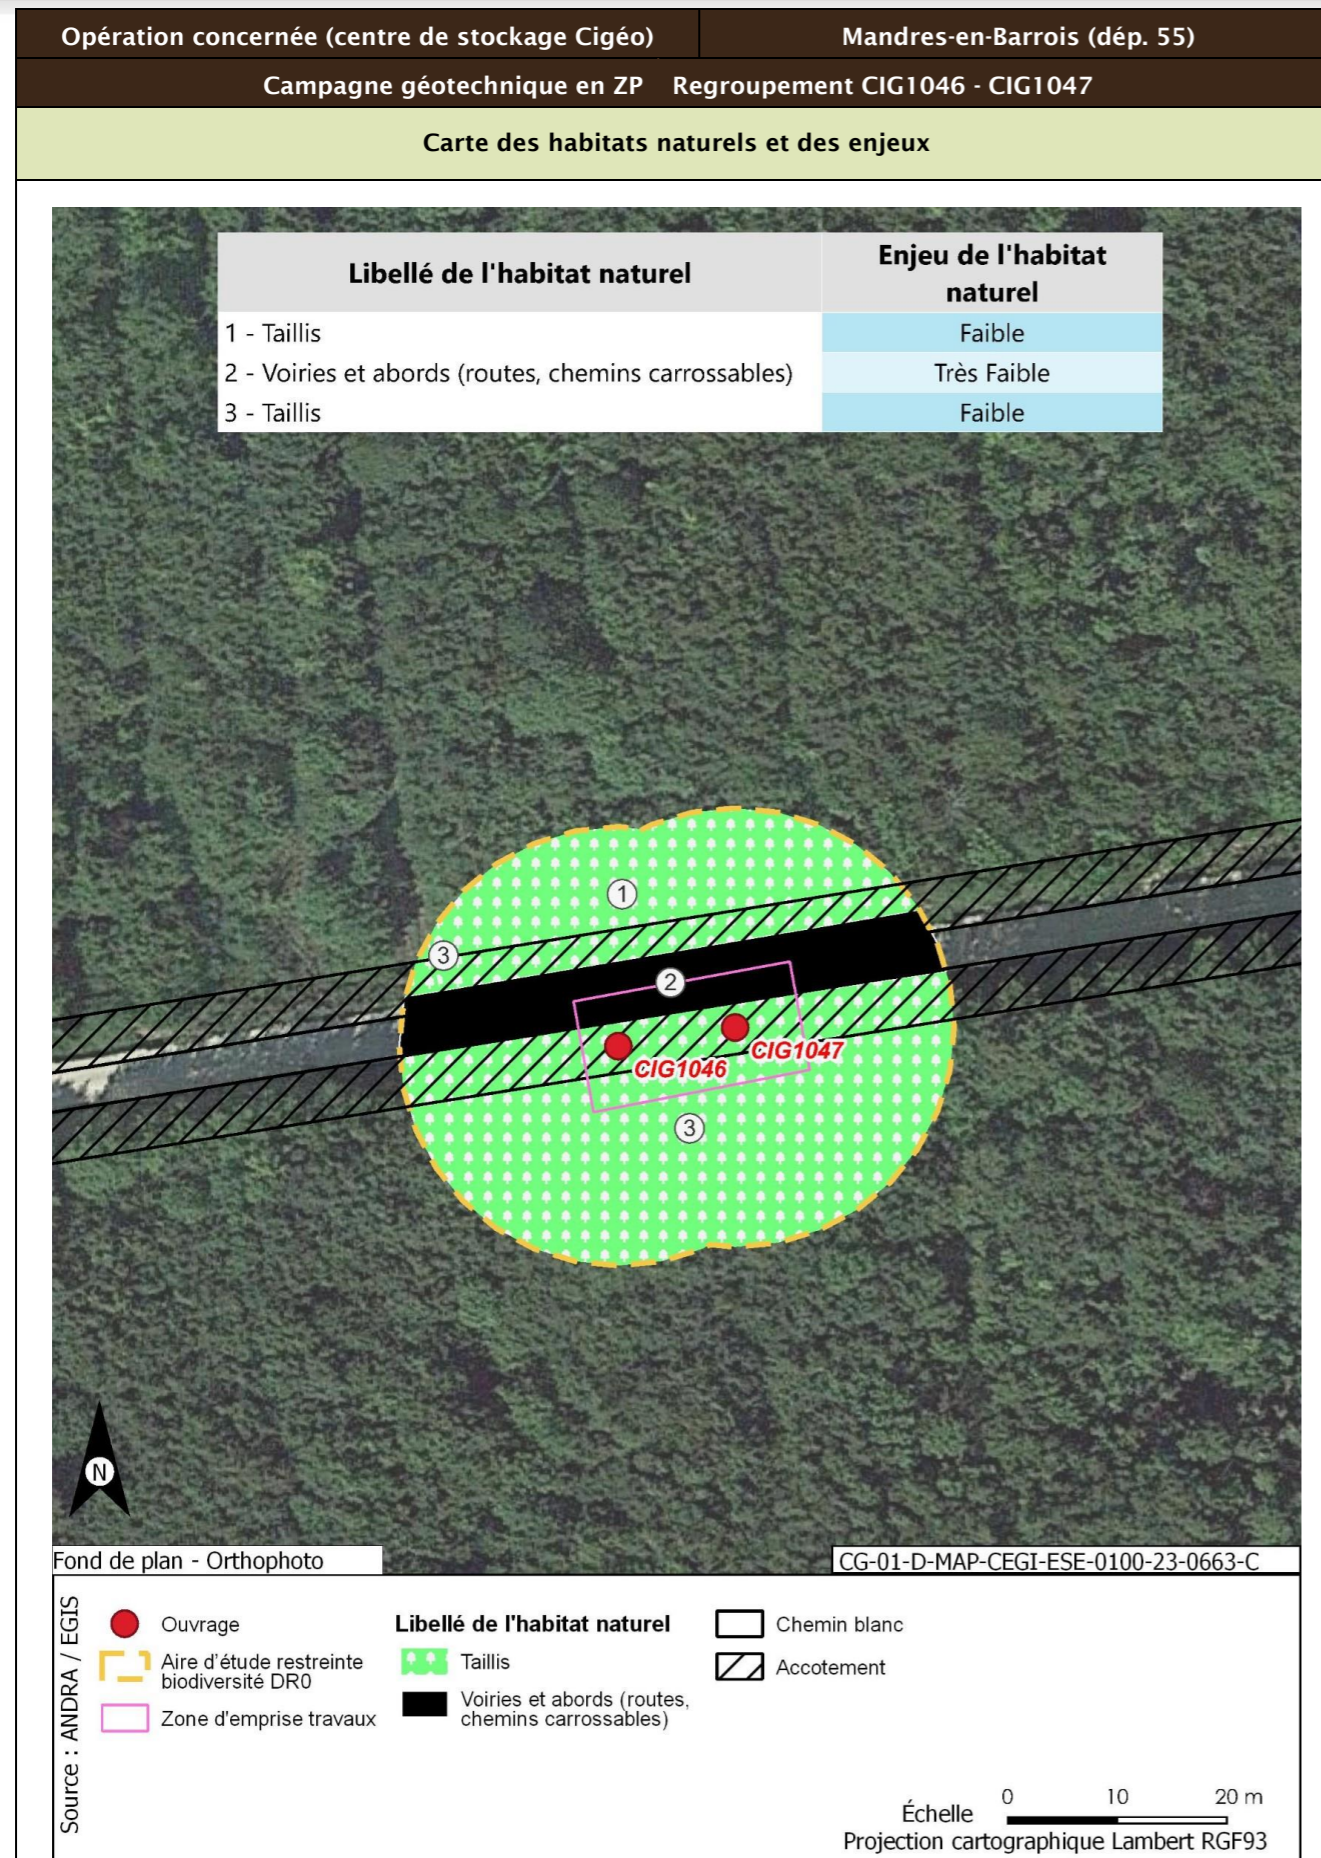 Opération concernée (centre de stockage Cigéo)
Mandres-en-Barrois (dép. 55)
Campagne géotechnique en ZP Regroupement CIG1046 - CIG1047
Carte des habitats naturels et des enjeux
Libellé de l'habitat naturel
Enjeu de l'habitat
naturel
1 - Taillis
Faible
2 - Voiries et abords (routes, chemins carrossables)
Très Faible
3 - Taillis
Faible
1
3
2
CIG1047
CIG1046
3
N
Fond de plan - Orthophoto
CG-01-D-MAP-CEGI-ESE-0100-23-0663-C
Source : ANDRA / EGIS
Ouvrage
Aire d'étude restreinte
biodiversité DR0
Zone d'emprise travaux
Libellé de l'habitat naturel
Taillis
Voiries et abords (routes,
chemins carrossables)
Chemin blanc
Accotement
Échelle
0 10 20 m
Projection cartographique Lambert RGF93